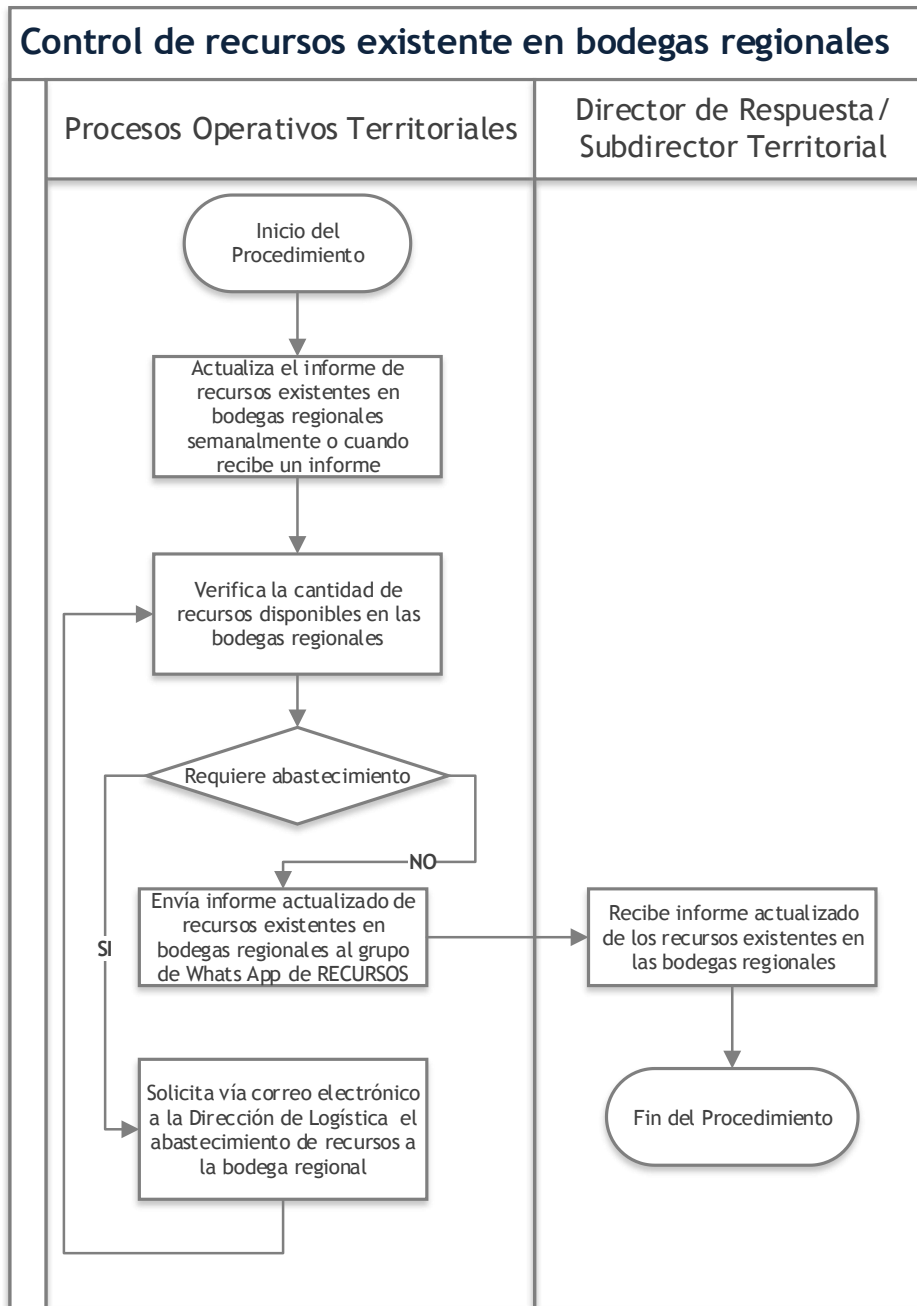 Control de recursos existente en bodegas regionales
Procesos Operativos Territoriales
Director de Respuesta/
Subdirector Territorial
Inicio del
Procedimiento
Actualiza el informe de
recursos existentes en
bodegas regionales
semanalmente o cuando
recibe un informe
Verifica la cantidad de
recursos disponibles en las
bodegas regionales
Requiere abastecimiento
NO
Envía informe actualizado de
recursos existentes en
bodegas regionales al grupo
de Whats App de RECURSOS
Recibe informe actualizado
de los recursos existentes en
las bodegas regionales
SI
Solicita vía correo electrónico
a la Dirección de Logística el
abastecimiento de recursos a
la bodega regional
Fin del Procedimiento